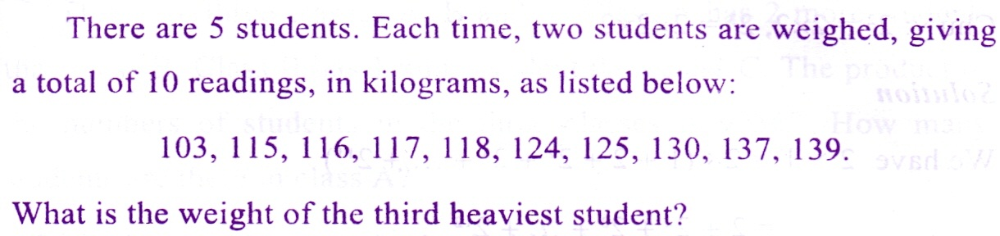 There are 5 students. Each time, two students are weighed, giving
a total of 10 readings, in kilograms, as listed below:
103, 115, 116, 117, 118, 124, 125, 130, 137, 139.
What is the weight of the third heaviest student?